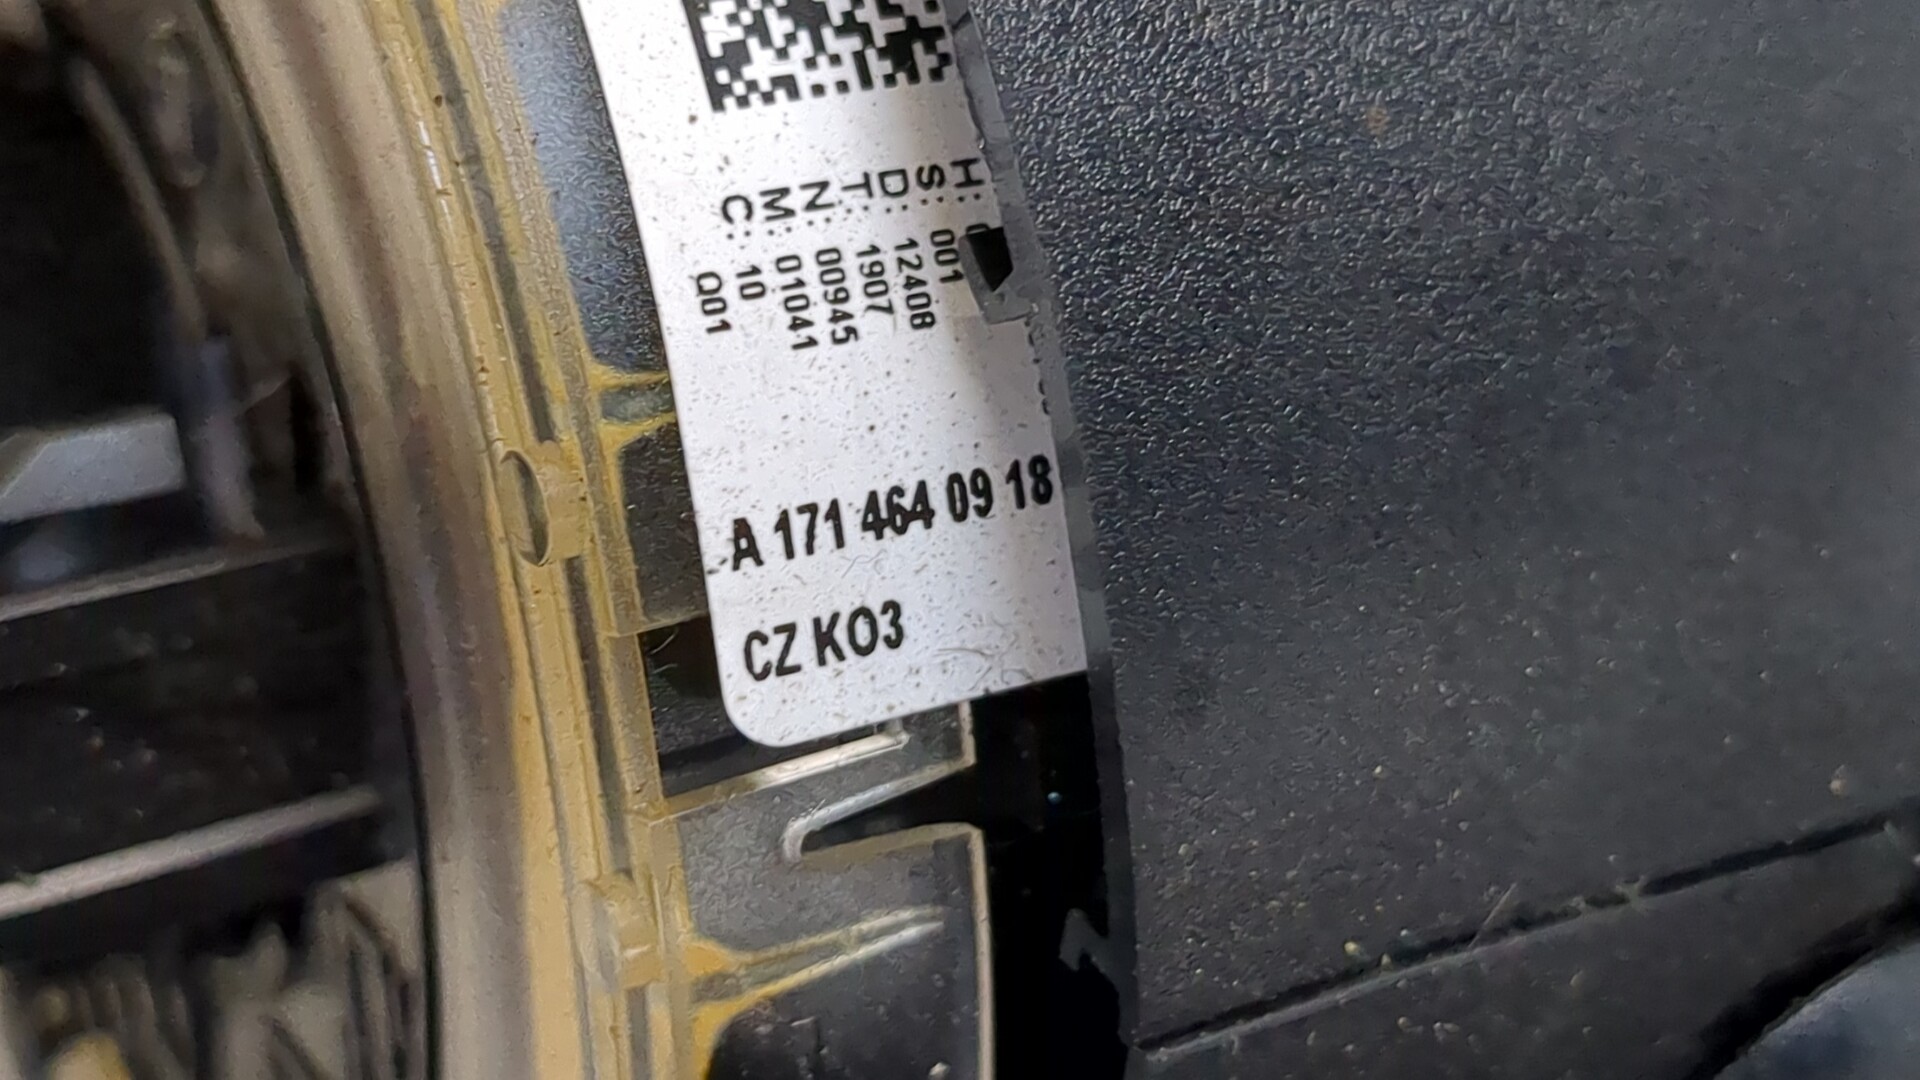 H:
S: 001
D: 12408
T: 1907
N: 00945
M: 01041
C: 10
Q01
A 171 464 09 18
CZ KO3